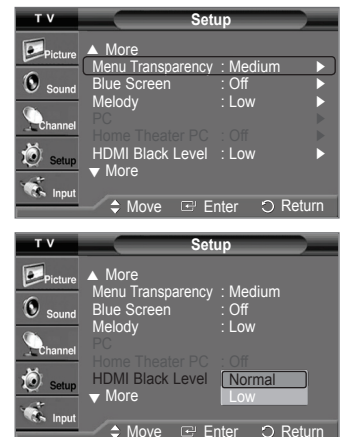 T V
Setup
Picture
Sound
Channel
Setup
Input
▲ More
Menu Transparency : Medium ►
Blue Screen : Off ►
Melody : Low ►
PC ►
Home Theater PC : Off ►
HDMI Black Level : Low ►
▼ More
Move Enter Return
T V
Setup
Picture
Sound
Channel
Setup
Input
▲ More
Menu Transparency : Medium
Blue Screen : Off
Melody : Low
PC
Home Theater PC : Off
HDMI Black Level Normal
Low
▼ More
Move Enter Return